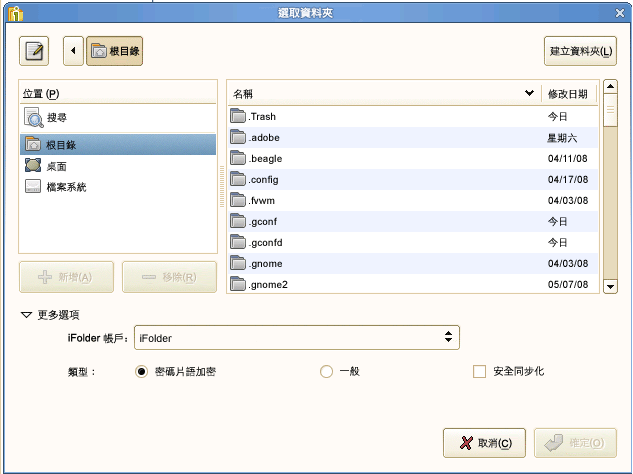 選取資料夾
根目錄 建立資料夾(L)
位置 (P) 名稱 修改日期
搜尋 .Trash 今日
根目錄 .adobe 星期六
桌面 .beagle 04/11/08
檔案系統 .config 04/17/08
.fvwm 04/03/08
.gconf 今日
.gconfd 今日
.gnome 04/03/08
.gnome2 05/07/08
新增(A) 移除(R)
更多選項
iFolder 帳戶: iFolder
類型: 密碼片語加密 一般 安全同步化
取消(C) 確定(O)